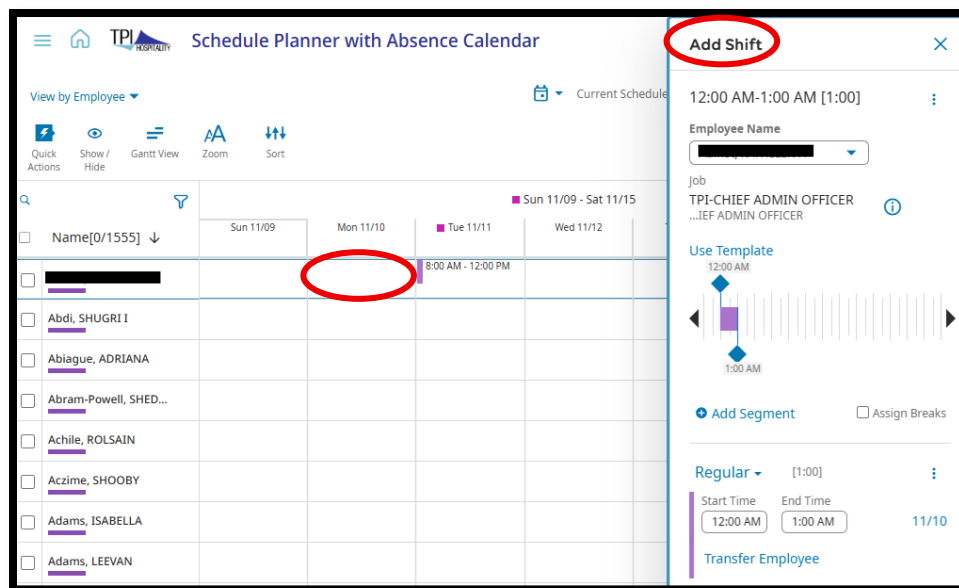 TPI HOSPITALITY
Schedule Planner with Absence Calendar
View by Employee
Current Schedule
Quick Actions
Show / Hide
Gantt View
Zoom
Sort
Sun 11/09 - Sat 11/15
Name[0/1555]
Sun 11/09
Mon 11/10
Tue 11/11
Wed 11/12
8:00 AM - 12:00 PM
Abdi, SHUGRI I
Abiague, ADRIANA
Abram-Powell, SHED...
Achile, ROLSAIN
Aczime, SHOOBY
Adams, ISABELLA
Adams, LEEVAN
Add Shift
12:00 AM-1:00 AM [1:00]
Employee Name
Job
TPI-CHIEF ADMIN OFFICER
...IEF ADMIN OFFICER
Use Template
12:00 AM
1:00 AM
Add Segment
Assign Breaks
Regular
[1:00]
Start Time
End Time
12:00 AM
1:00 AM
11/10
Transfer Employee